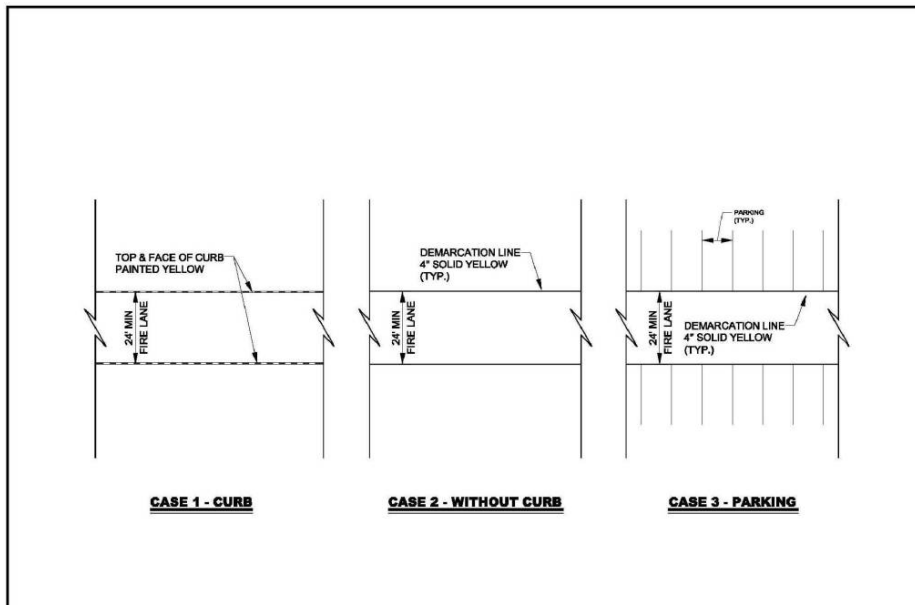 TOP & FACE OF CURB
PAINTED YELLOW
24' MIN
FIRE LANE
CASE 1 - CURB
DEMARCATION LINE
4" SOLID YELLOW
(TYP.)
24' MIN
FIRE LANE
CASE 2 - WITHOUT CURB
PARKING
(TYP.)
24' MIN
FIRE LANE
DEMARCATION LINE
4" SOLID YELLOW
(TYP.)
CASE 3 - PARKING